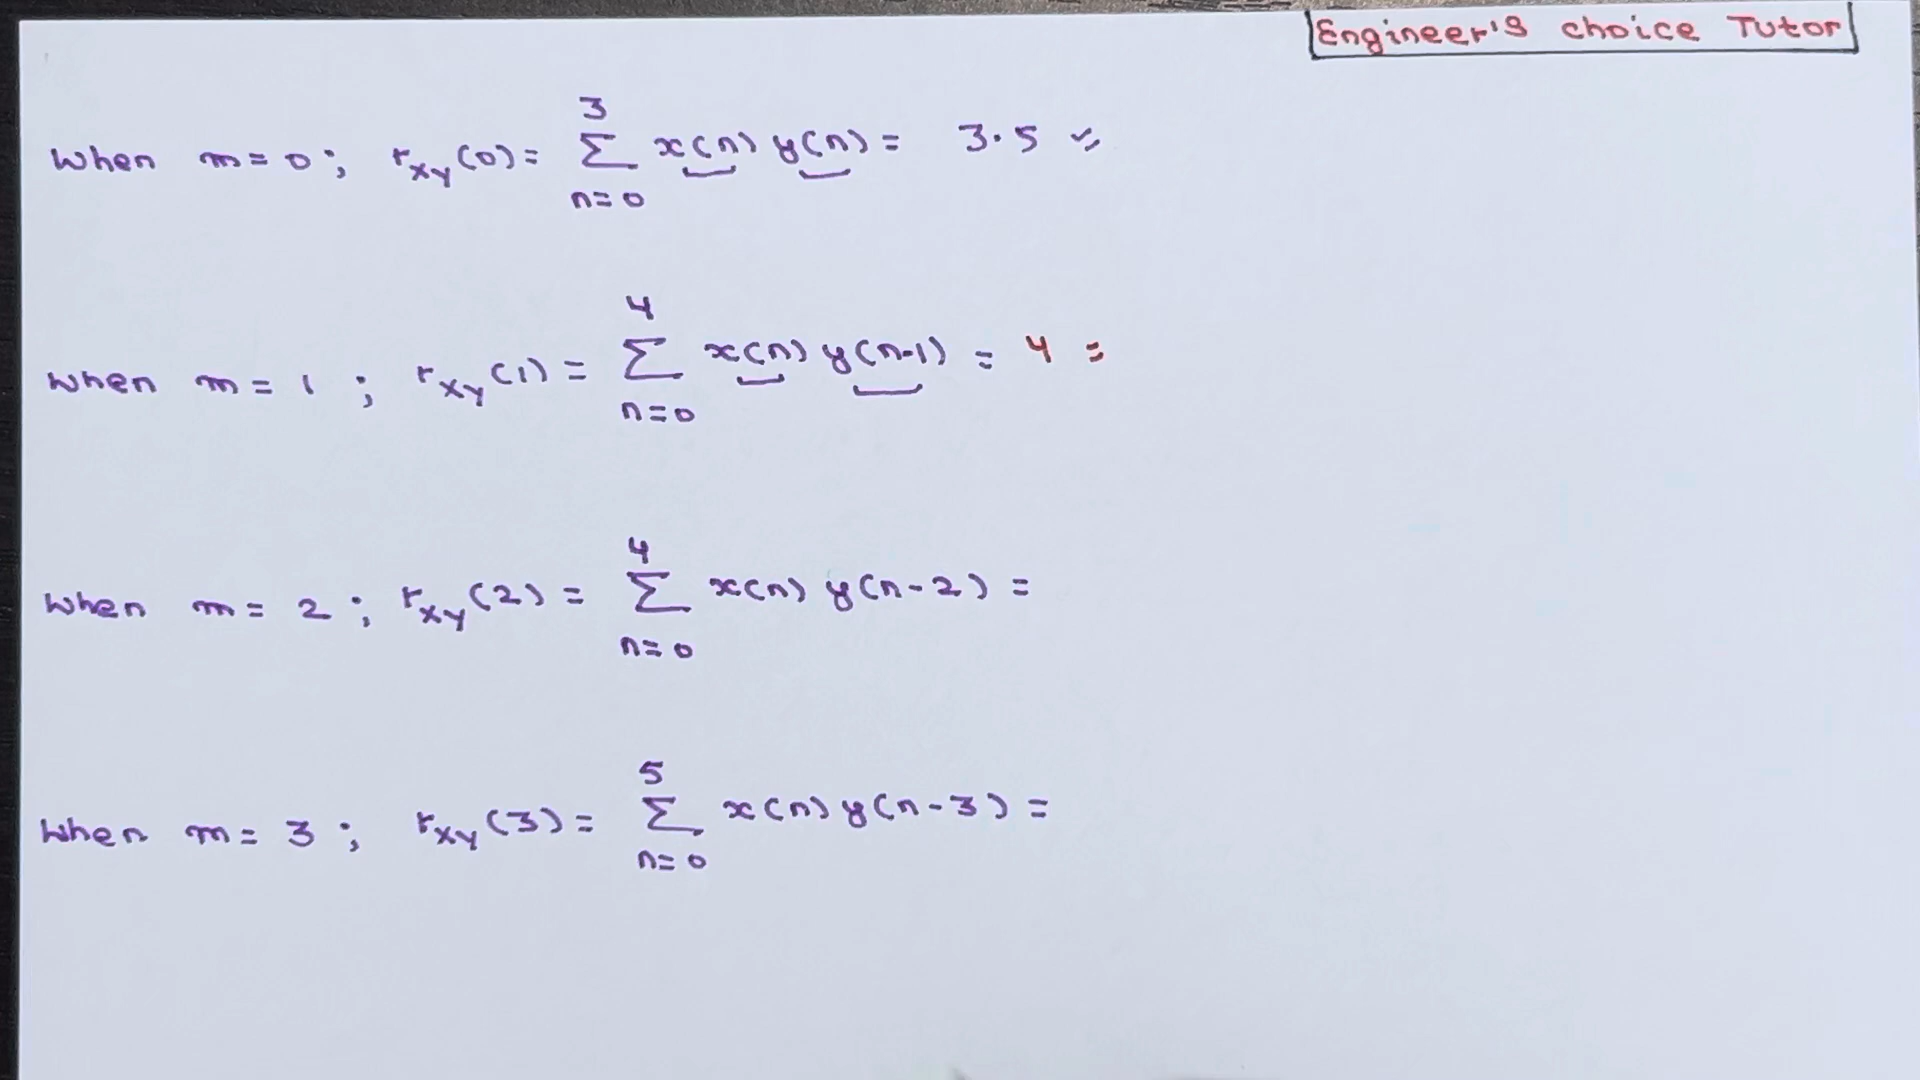 Engineer's choice Tutor
3
when m = 0 ; rxy(0) = Σ x(n) y(n) = 3.5
n=0
4
when m = 1 ; rxy(1) = Σ x(n) y(n-1) = 4 =
n=0
4
when m = 2 ; rxy(2) = Σ x(n) y(n-2) =
n=0
5
when m = 3 ; rxy(3) = Σ x(n) y(n-3) =
n=0